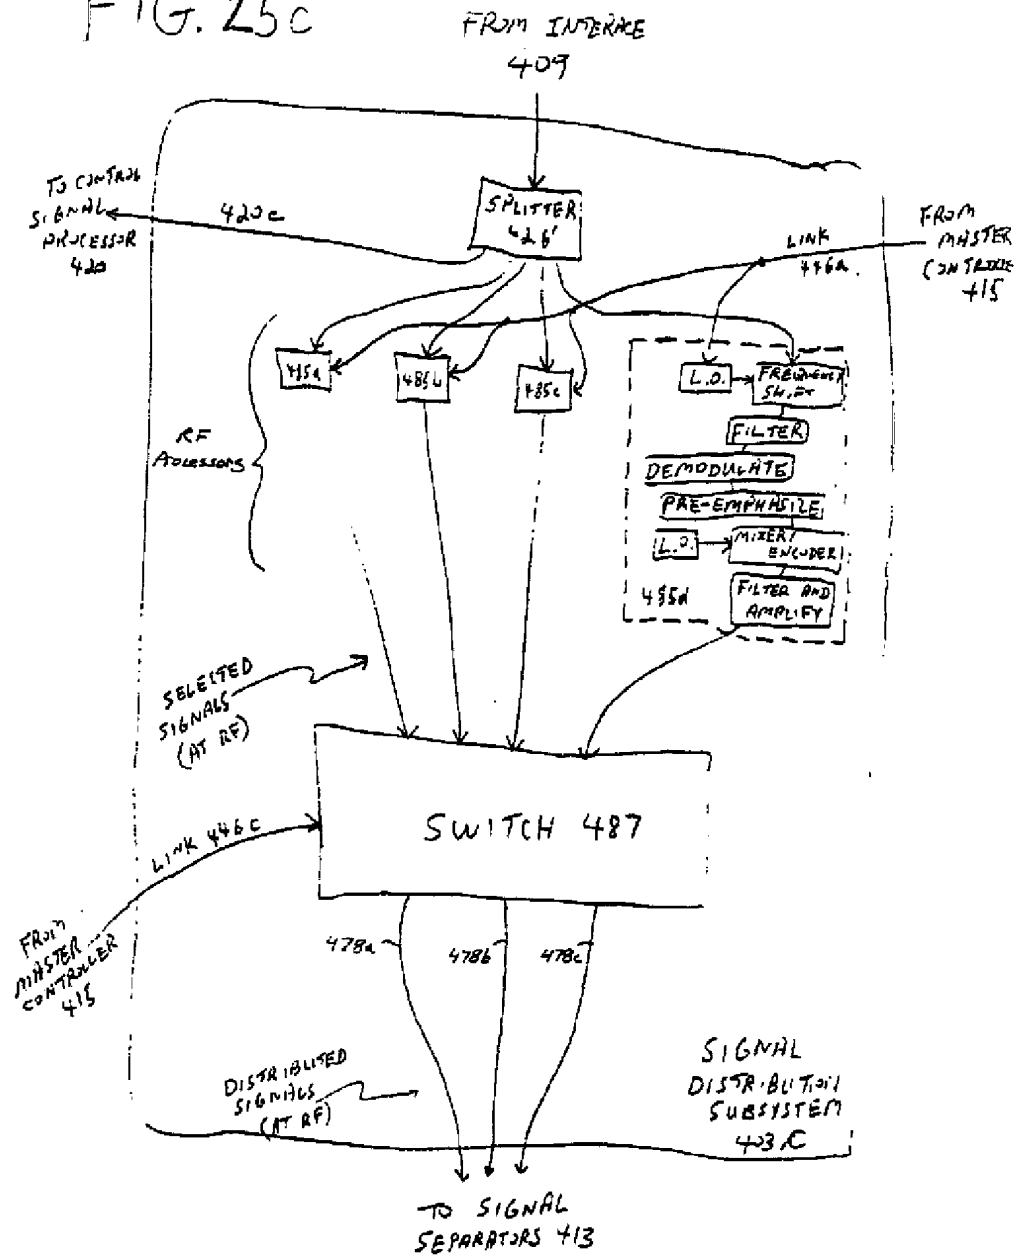 FIG. 25c
FROM INTERFACE
409
TO CONTROL
SIGNAL
PROCESSOR
420
420c
SPLITTER
426'
LINK
446a
FROM
MASTER
CONTROLLER
415
485a
485b
485c
L.O.
FREQUENCY
SHIFT
FILTER
DEMODULATE
PRE-EMPHASIZE
L.O.
MIXER/
ENCODER
FILTER AND
AMPLIFY
485d
RF
Processors
SELECTED
SIGNALS
(AT RF)
SWITCH 487
LINK 446c
FROM
MASTER
CONTROLLER
415
478a
478b
478c
DISTRIBUTED
SIGNALS
(AT RF)
SIGNAL
DISTRIBUTION
SUBSYSTEM
403C
TO SIGNAL
SEPARATORS 413